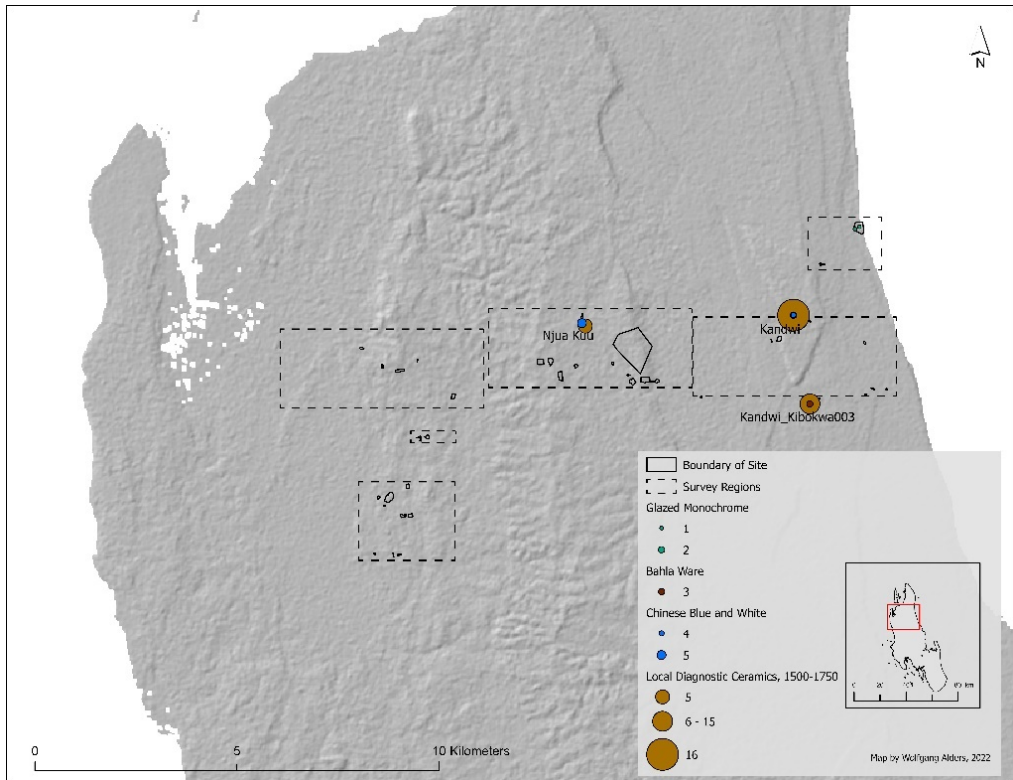 N
Njua Kuu
Kandwi
Kandwi_Kibokwa003
Boundary of Site
Survey Regions
Glazed Monochrome
1
2
Bahla Ware
3
Chinese Blue and White
4
5
Local Diagnostic Ceramics, 1500-1750
5
6 - 15
16
0 5 10 Kilometers
Map by Wolfgang Alders, 2022